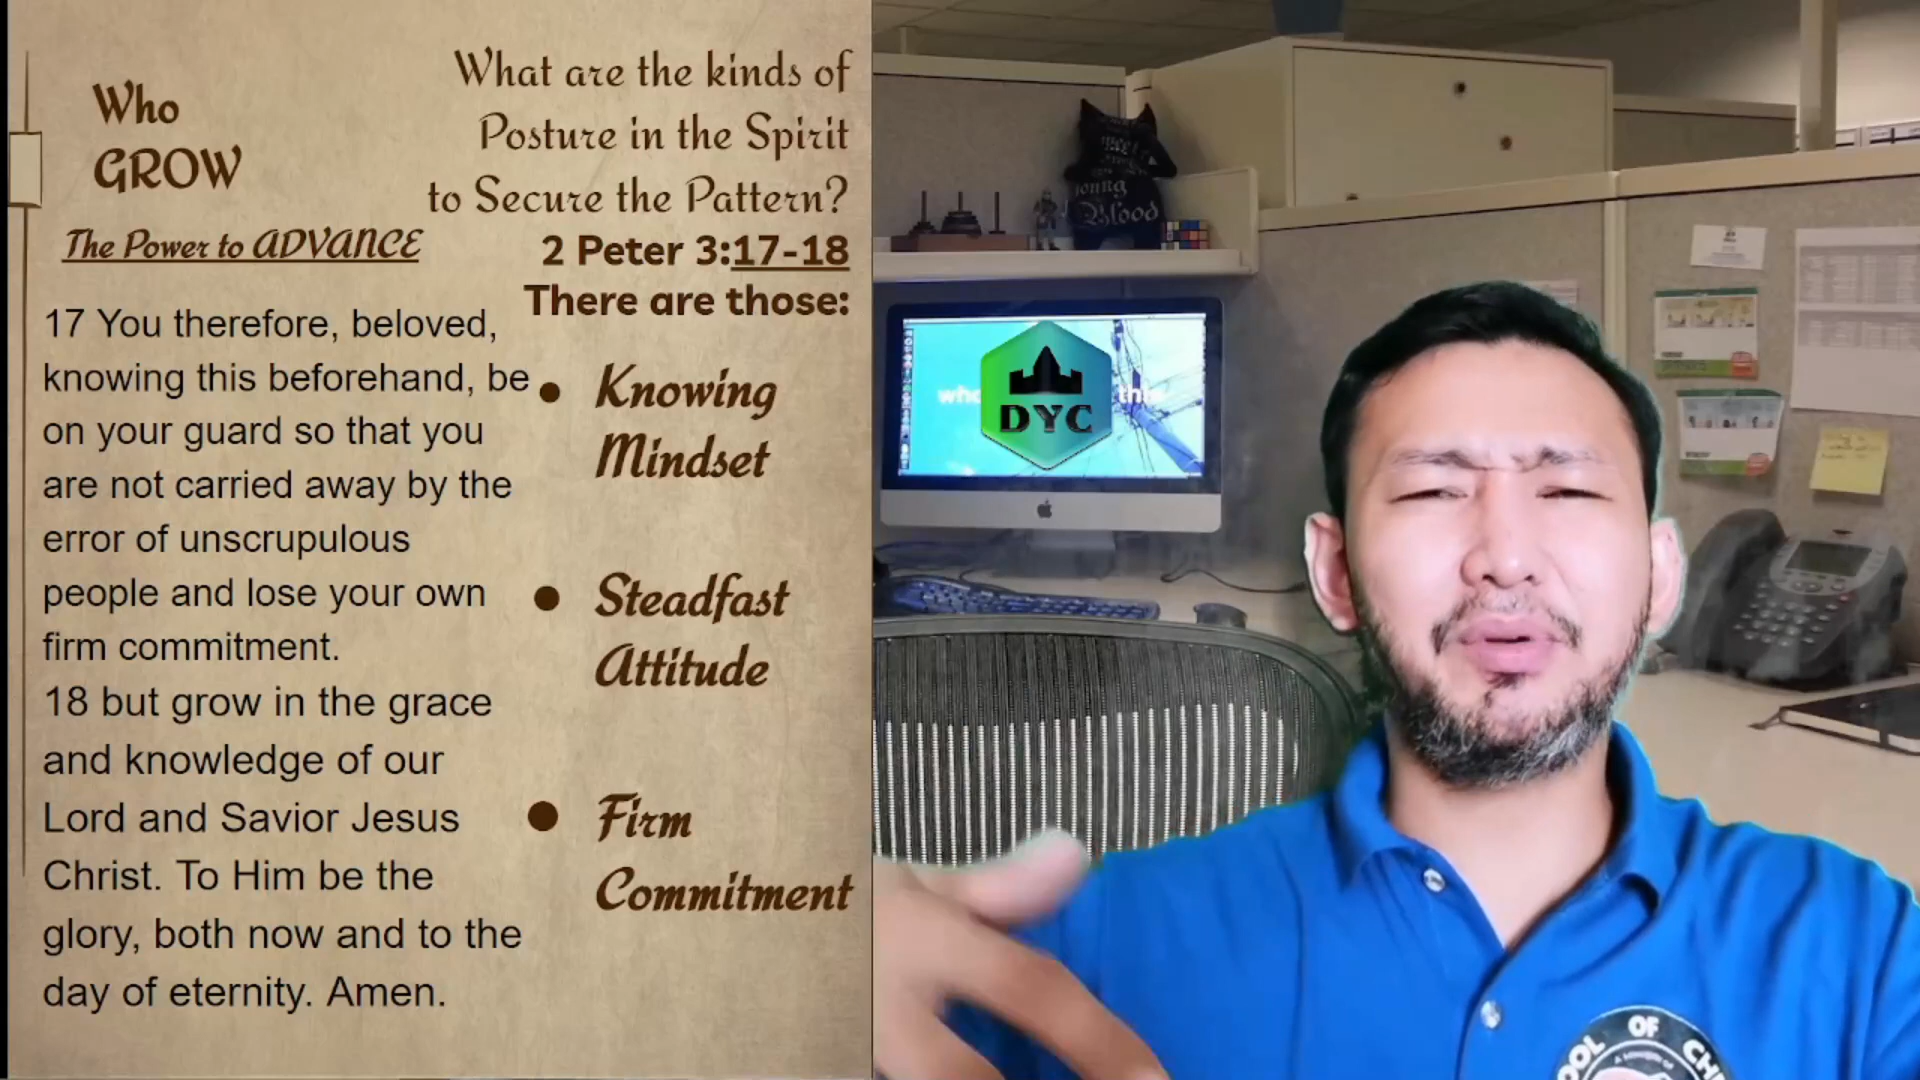 Who
GROW
The Power to ADVANCE
What are the kinds of
Posture in the Spirit
to Secure the Pattern?
2 Peter 3:17-18
There are those:
17 You therefore, beloved,
knowing this beforehand, be
on your guard so that you
are not carried away by the
error of unscrupulous
people and lose your own
firm commitment.
18 but grow in the grace
and knowledge of our
Lord and Savior Jesus
Christ. To Him be the
glory, both now and to the
day of eternity. Amen.
• Knowing
Mindset
• Steadfast
Attitude
• Firm
Commitment
Blood
who
this
DYC
OF